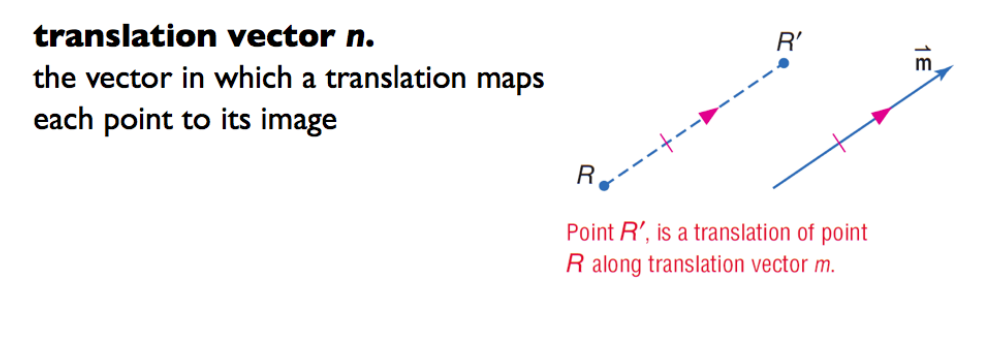 translation vector n.
the vector in which a translation maps
each point to its image
R′
m⃗
R
Point R′, is a translation of point
R along translation vector m.